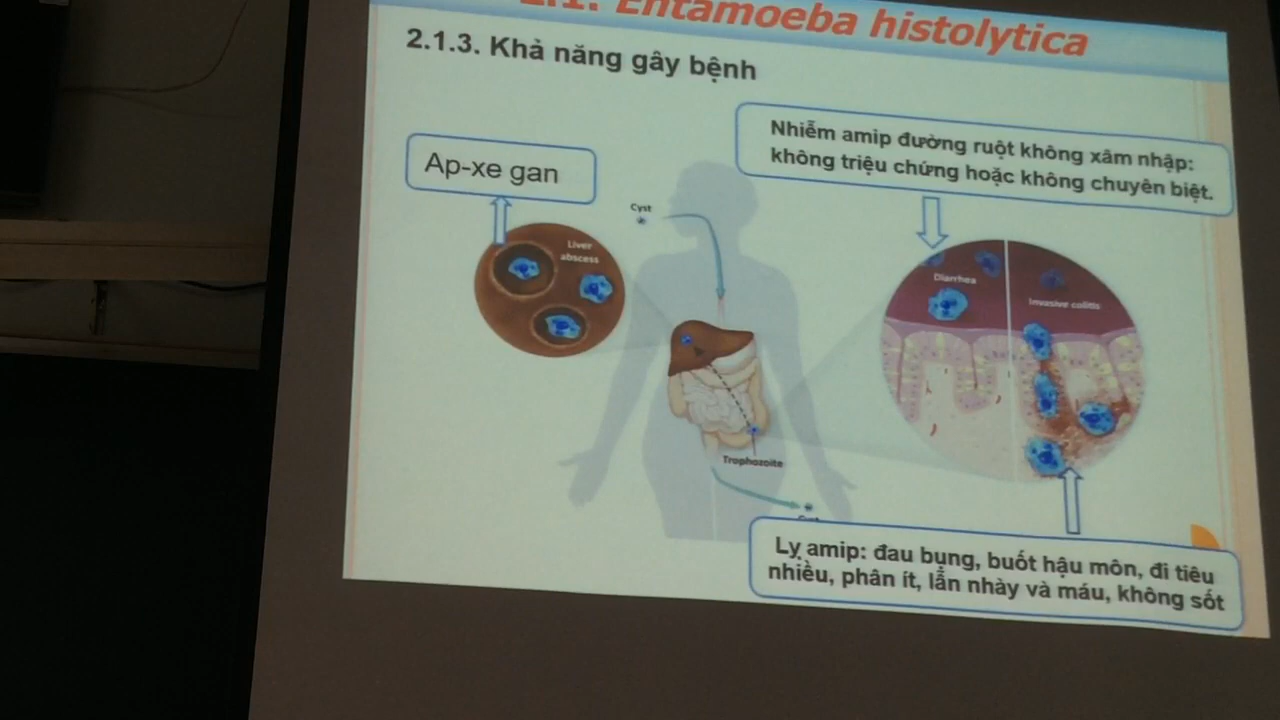 Entamoeba histolytica
2.1.3. Khả năng gây bệnh
Nhiễm amip đường ruột không xâm nhập:
không triệu chứng hoặc không chuyên biệt.
Ap-xe gan
Cyst
Liver
abscess
Diarrhea
Invasive colitis
Trophozoite
Lỵ amip: đau bụng, buốt hậu môn, đi tiêu
nhiều, phân ít, lẫn nhày và máu, không sốt